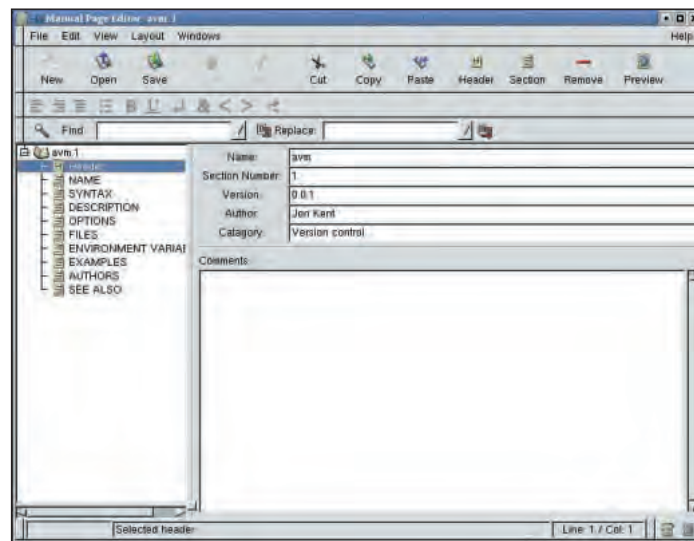 Manual Page Editor: avm.1
File Edit View Layout Windows Help
New Open Save Cut Copy Paste Header Section Remove Preview
B U & < >
Find Replace:
avm.1
Header
NAME
SYNTAX
DESCRIPTION
OPTIONS
FILES
ENVIRONMENT VARIAB
EXAMPLES
AUTHORS
SEE ALSO
Name: avm
Section Number: 1
Version: 0.0.1
Author: Jon Kent
Catagory: Version control
Comments:
Selected header
Line: 1 / Col: 1